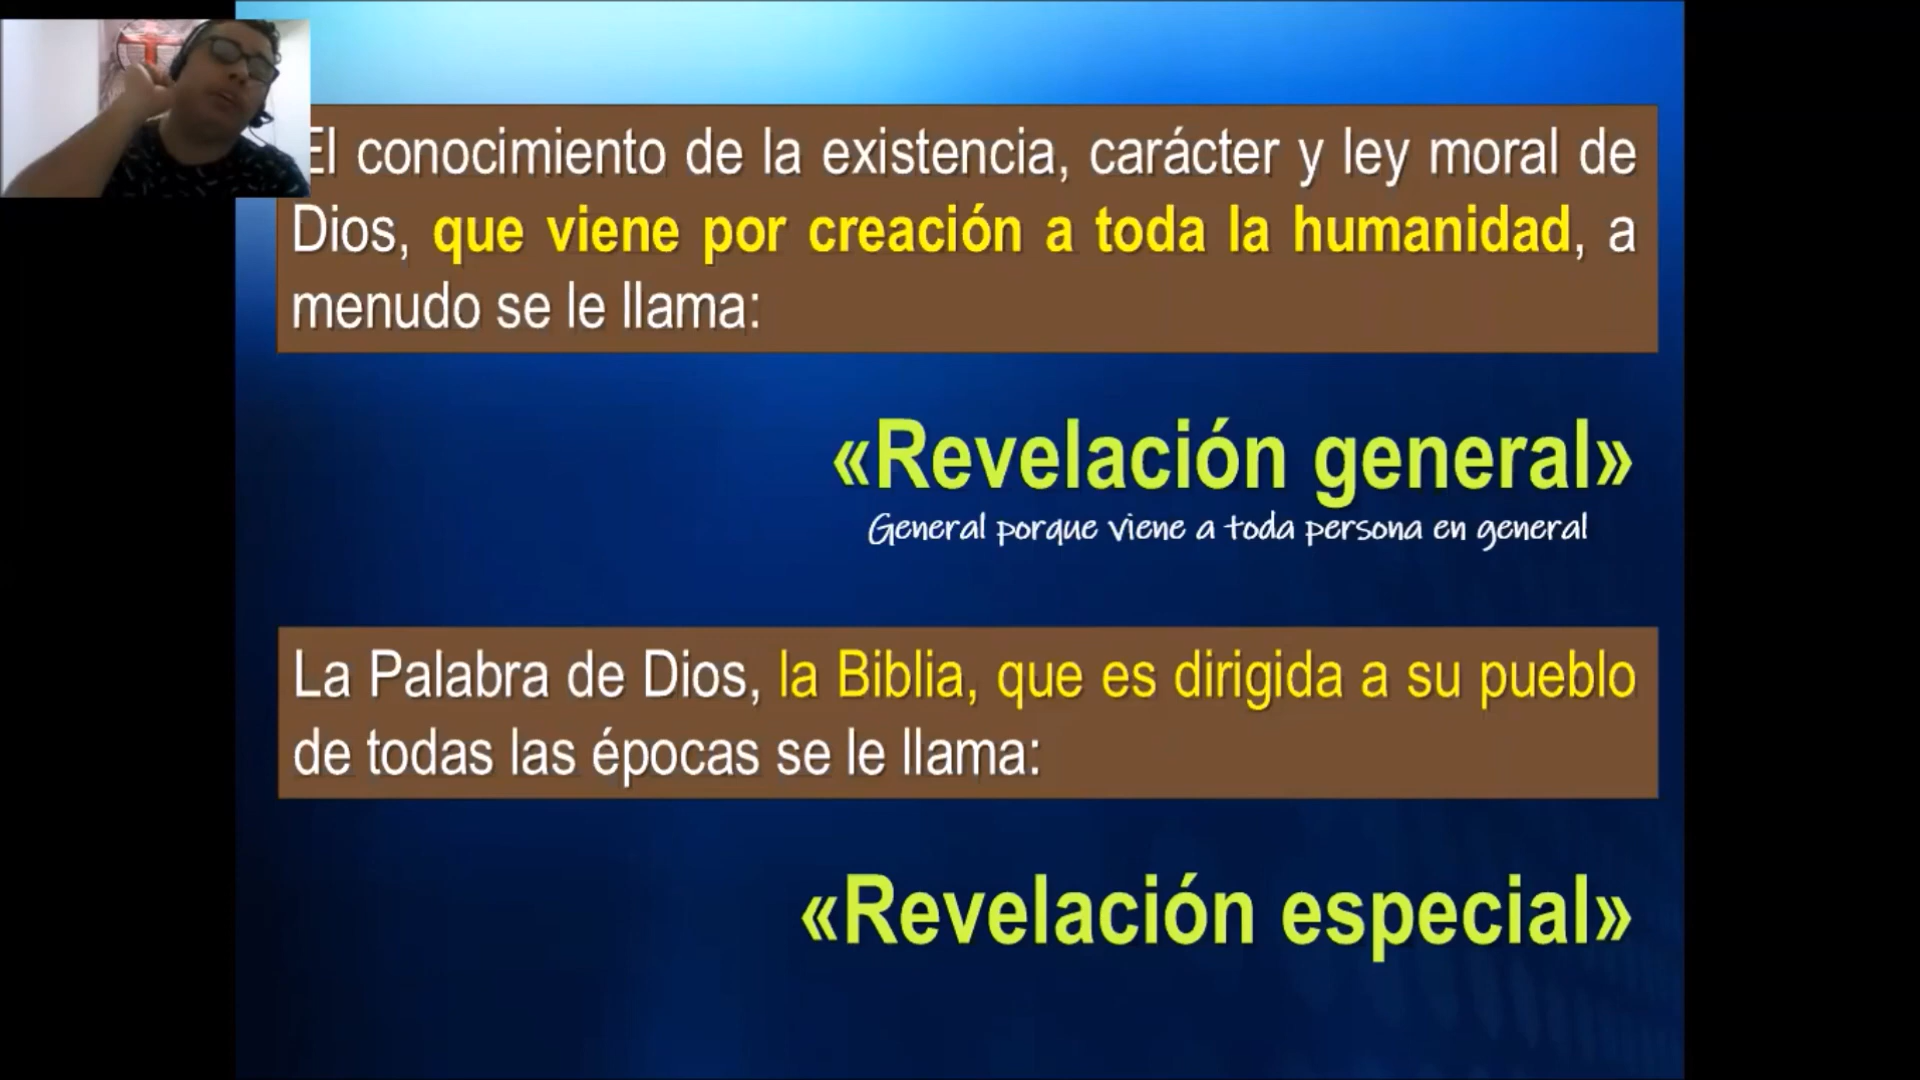 El conocimiento de la existencia, carácter y ley moral de
Dios, que viene por creación a toda la humanidad, a
menudo se le llama:
«Revelación general»
General porque viene a toda persona en general
La Palabra de Dios, la Biblia, que es dirigida a su pueblo
de todas las épocas se le llama:
«Revelación especial»